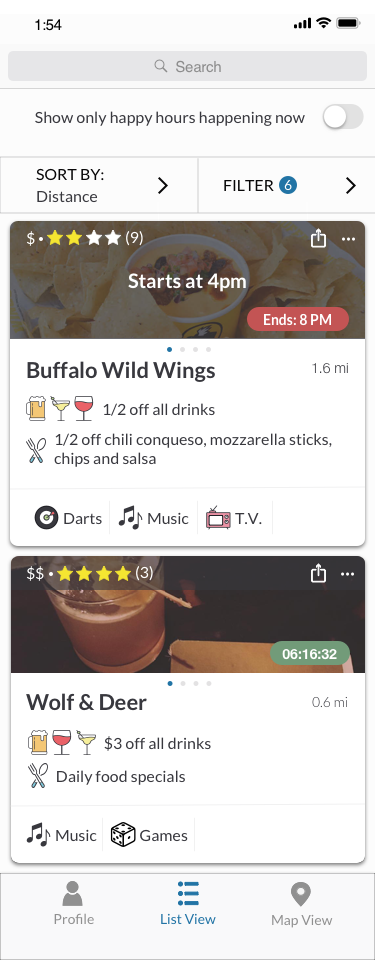 1:54
Search
Show only happy hours happening now
SORT BY:
Distance
FILTER 6
$ • (9)
Starts at 4pm
Ends: 8 PM
Buffalo Wild Wings 1.6 mi
1/2 off all drinks
1/2 off chili conqueso, mozzarella sticks,
chips and salsa
Darts Music T.V.
$$ • (3)
06:16:32
Wolf & Deer 0.6 mi
$3 off all drinks
Daily food specials
Music Games
Profile List View Map View